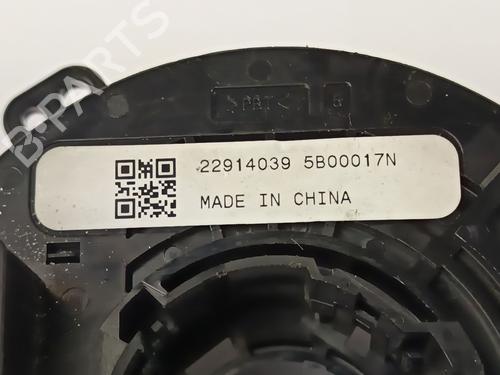 B-PARTS
>PBT<
22914039 5B00017N
MADE IN CHINA